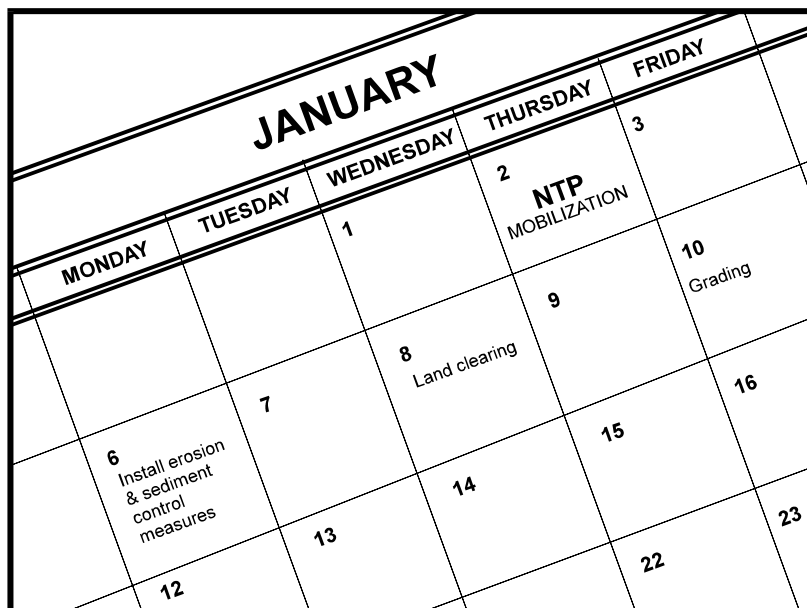 JANUARY
MONDAY
TUESDAY
WEDNESDAY
THURSDAY
FRIDAY
1
2
NTP
MOBILIZATION
3
6
Install erosion
& sediment
control
measures
7
8
Land clearing
9
10
Grading
12
13
14
15
16
22
23